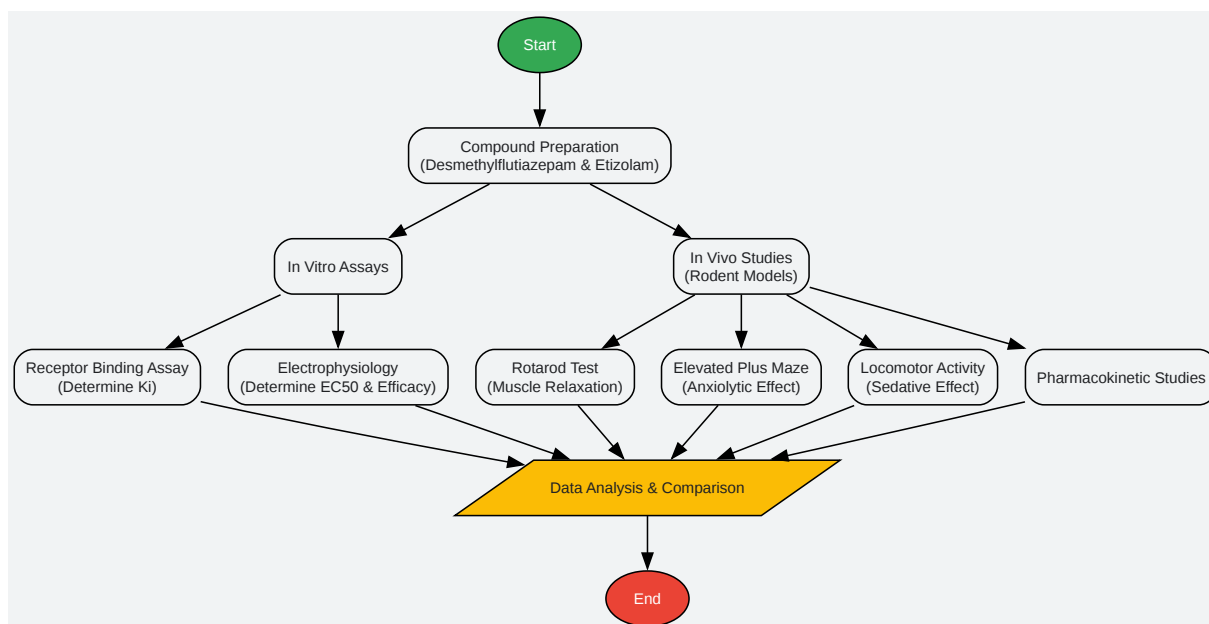 Start
Compound Preparation
(Desmethylflutiazepam & Etizolam)
In Vitro Assays
In Vivo Studies
(Rodent Models)
Receptor Binding Assay
(Determine Ki)
Electrophysiology
(Determine EC50 & Efficacy)
Rotarod Test
(Muscle Relaxation)
Elevated Plus Maze
(Anxiolytic Effect)
Locomotor Activity
(Sedative Effect)
Pharmacokinetic Studies
Data Analysis & Comparison
End